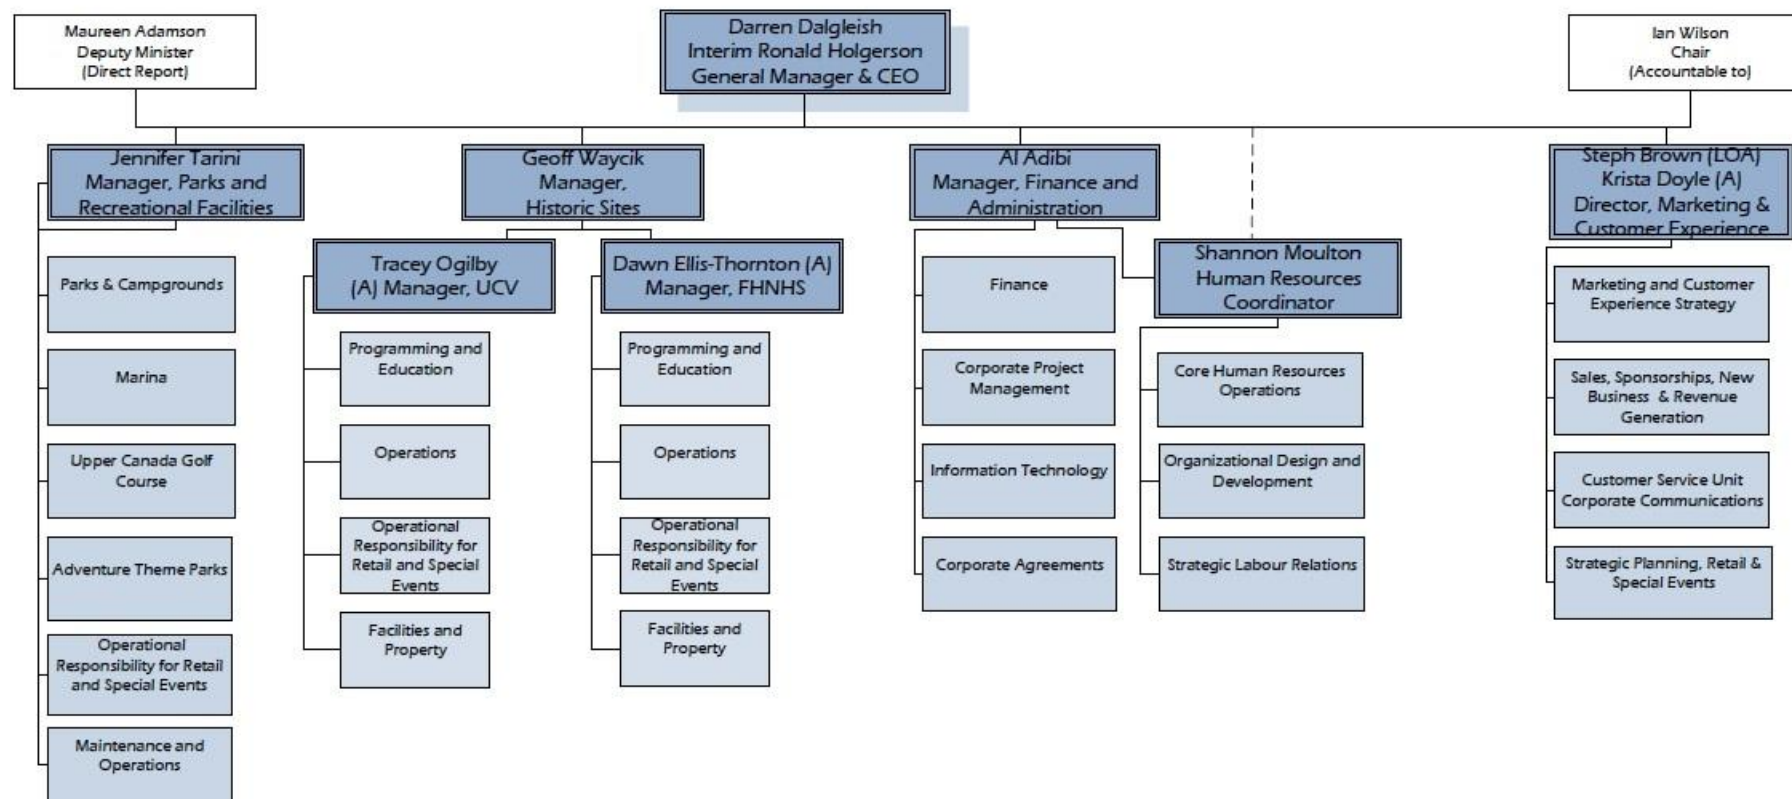 Maureen Adamson
Deputy Minister
(Direct Report)
Darren Dalgleish
Interim Ronald Holgerson
General Manager & CEO
Ian Wilson
Chair
(Accountable to)
Jennifer Tarini
Manager, Parks and
Recreational Facilities
Geoff Waycik
Manager,
Historic Sites
Al Adibi
Manager, Finance and
Administration
Steph Brown (LOA)
Krista Doyle (A)
Director, Marketing &
Customer Experience
Tracey Ogilby
(A) Manager, UCV
Dawn Ellis-Thornton (A)
Manager, FHNHS
Shannon Moulton
Human Resources
Coordinator
Parks & Campgrounds
Marina
Upper Canada Golf
Course
Adventure Theme Parks
Operational
Responsibility for Retail
and Special Events
Maintenance and
Operations
Programming and
Education
Operations
Operational
Responsibility for
Retail and Special
Events
Facilities and
Property
Programming and
Education
Operations
Operational
Responsibility for
Retail and Special
Events
Facilities and
Property
Finance
Corporate Project
Management
Information Technology
Corporate Agreements
Core Human Resources
Operations
Organizational Design and
Development
Strategic Labour Relations
Marketing and Customer
Experience Strategy
Sales, Sponsorships, New
Business & Revenue
Generation
Customer Service Unit
Corporate Communications
Strategic Planning, Retail &
Special Events